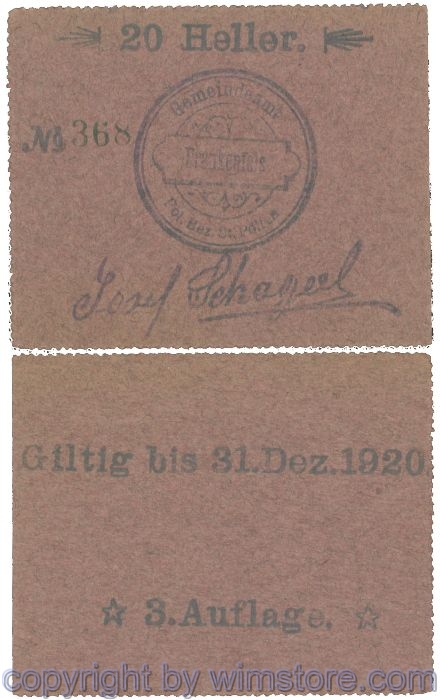 20 Heller.
№ 368
Gemeindeamt
Frankenfels
Pol. Bez. St. Pölten
Josef Schagerl
Giltig bis 31.Dez.1920.
☆ 3.Auflage. ☆
copyright by wimstore.com